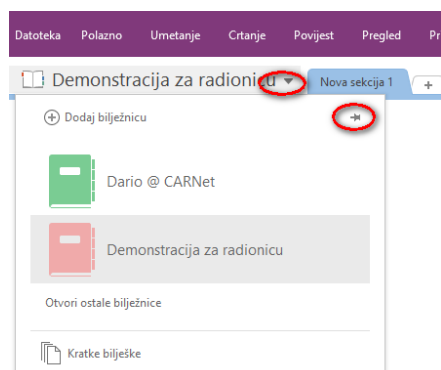 Datoteka Polazno Umetanje Crtanje Povijest Pregled Pr
Demonstracija za radionicu Nova sekcija 1 +
Dodaj bilježnicu
Dario @ CARNet
Demonstracija za radionicu
Otvori ostale bilježnice
Kratke bilješke